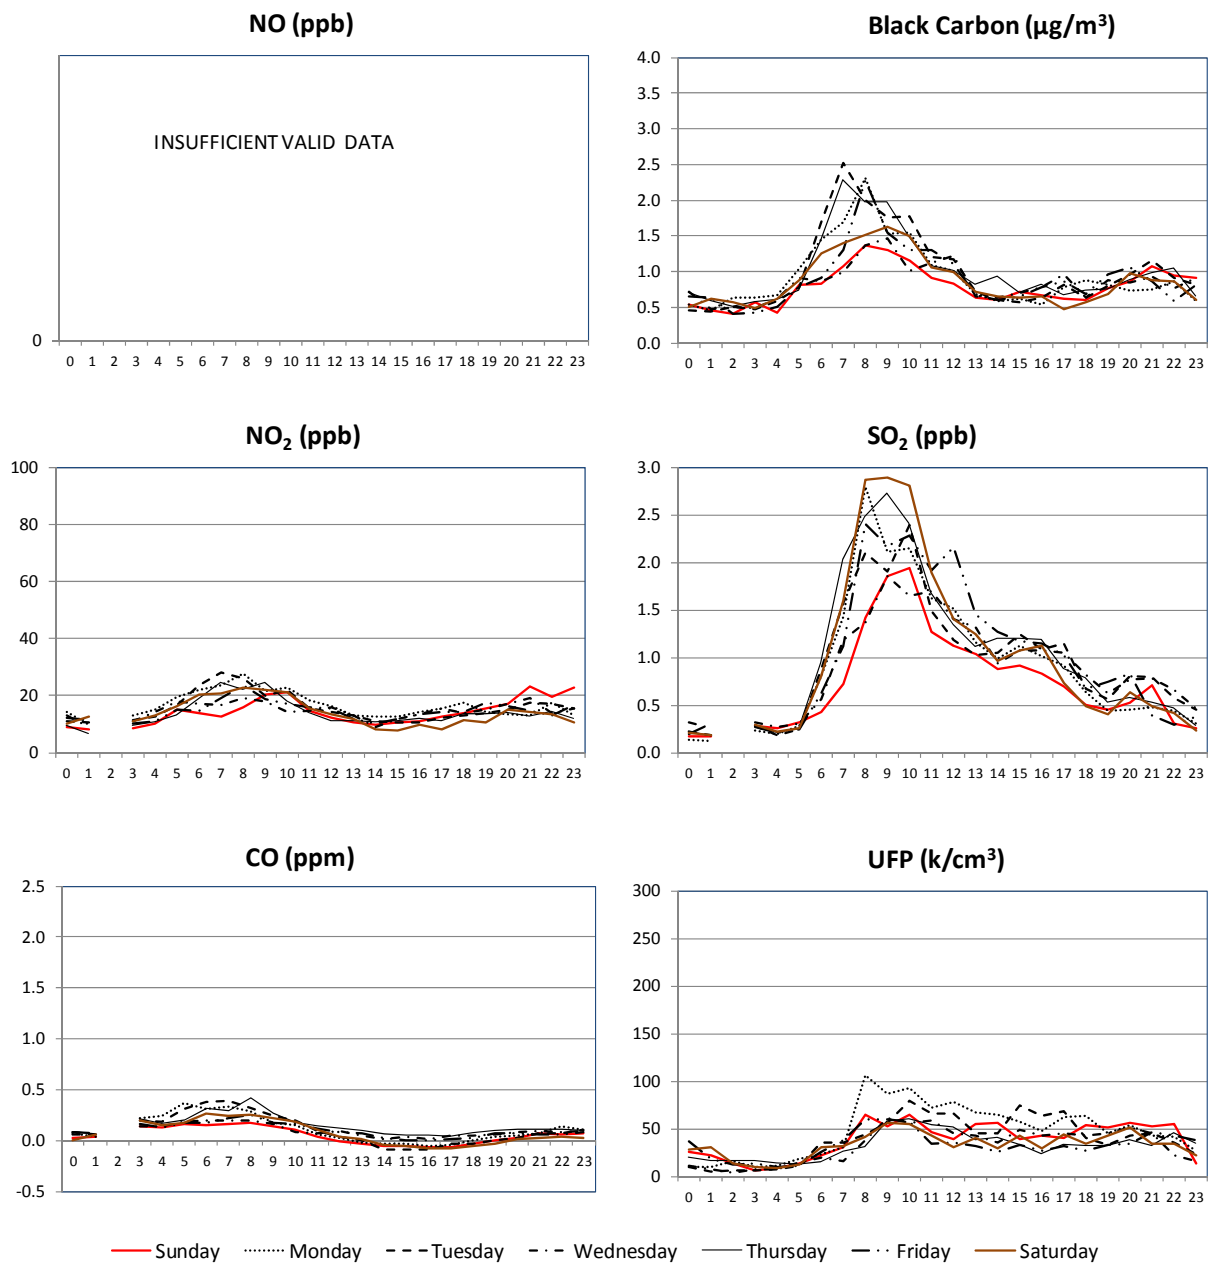 NO (ppb)
INSUFFICIENT VALID DATA
0
0 1 2 3 4 5 6 7 8 9 10 11 12 13 14 15 16 17 18 19 20 21 22 23
Black Carbon (µg/m³)
4.0
3.5
3.0
2.5
2.0
1.5
1.0
0.5
0.0
0 1 2 3 4 5 6 7 8 9 10 11 12 13 14 15 16 17 18 19 20 21 22 23
NO₂ (ppb)
100
80
60
40
20
0
0 1 2 3 4 5 6 7 8 9 10 11 12 13 14 15 16 17 18 19 20 21 22 23
SO₂ (ppb)
3.0
2.5
2.0
1.5
1.0
0.5
0.0
0 1 2 3 4 5 6 7 8 9 10 11 12 13 14 15 16 17 18 19 20 21 22 23
CO (ppm)
2.5
2.0
1.5
1.0
0.5
0.0
-0.5
0 1 2 3 4 5 6 7 8 9 10 11 12 13 14 15 16 17 18 19 20 21 22 23
UFP (k/cm³)
300
250
200
150
100
50
0
0 1 2 3 4 5 6 7 8 9 10 11 12 13 14 15 16 17 18 19 20 21 22 23
Sunday Monday Tuesday Wednesday Thursday Friday Saturday